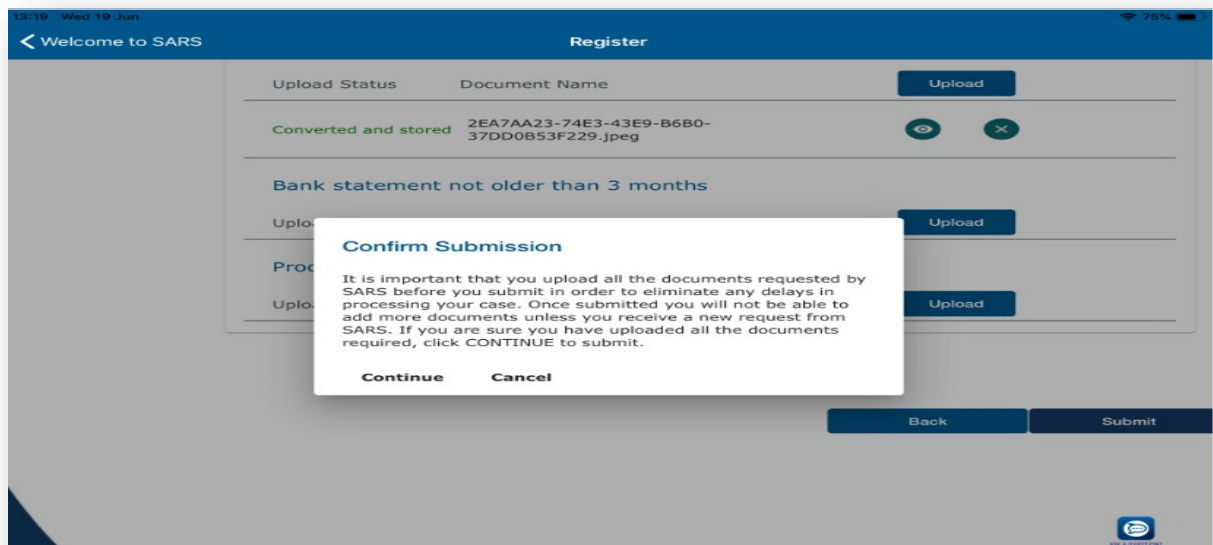 13:19 Wed 19 Jun
75%
Welcome to SARS
Register
Upload Status Document Name Upload
Converted and stored 2EA7AA23-74E3-43E9-B6B0-
37DD0B53F229.jpeg
Bank statement not older than 3 months
Uplo Upload
Confirm Submission
Proo
It is important that you upload all the documents requested by
SARS before you submit in order to eliminate any delays in
Uplo Upload
processing your case. Once submitted you will not be able to
add more documents unless you receive a new request from
SARS. If you are sure you have uploaded all the documents
required, click CONTINUE to submit.
Continue Cancel
Back Submit